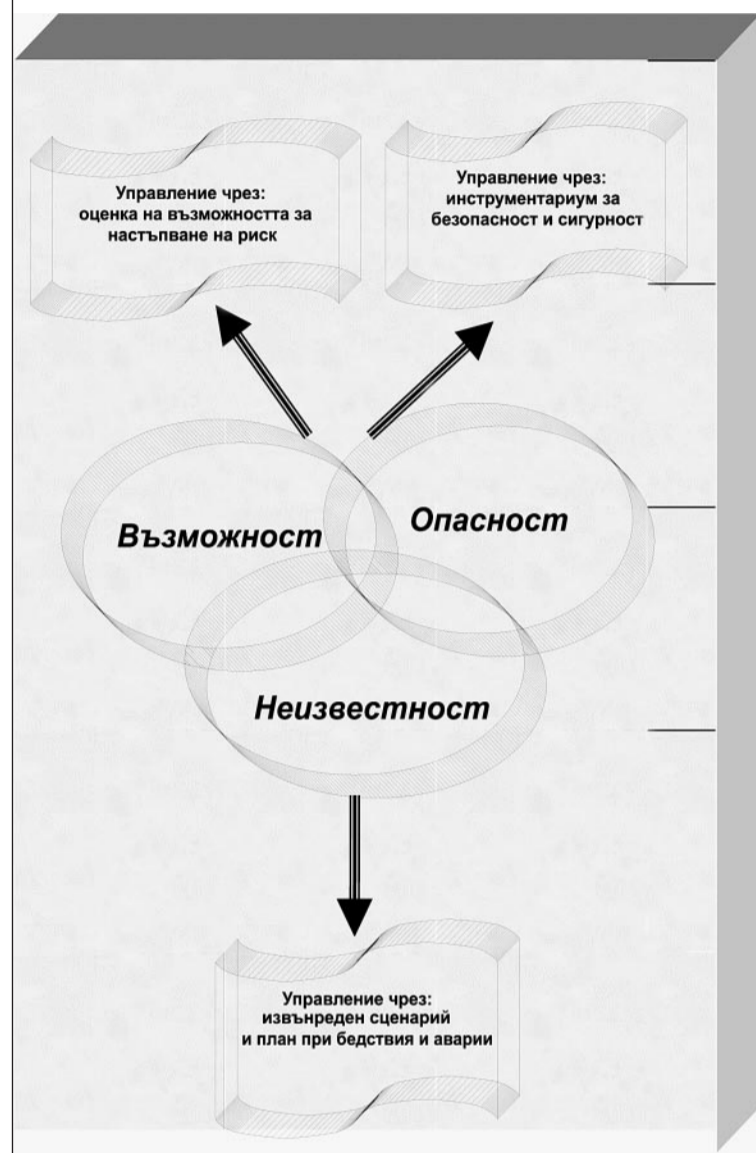 Управление чрез:
оценка на възможността за
настъпване на риск
Управление чрез:
инструментариум за
безопасност и сигурност
Възможност
Опасност
Неизвестност
Управление чрез:
извънреден сценарий
и план при бедствия и аварии